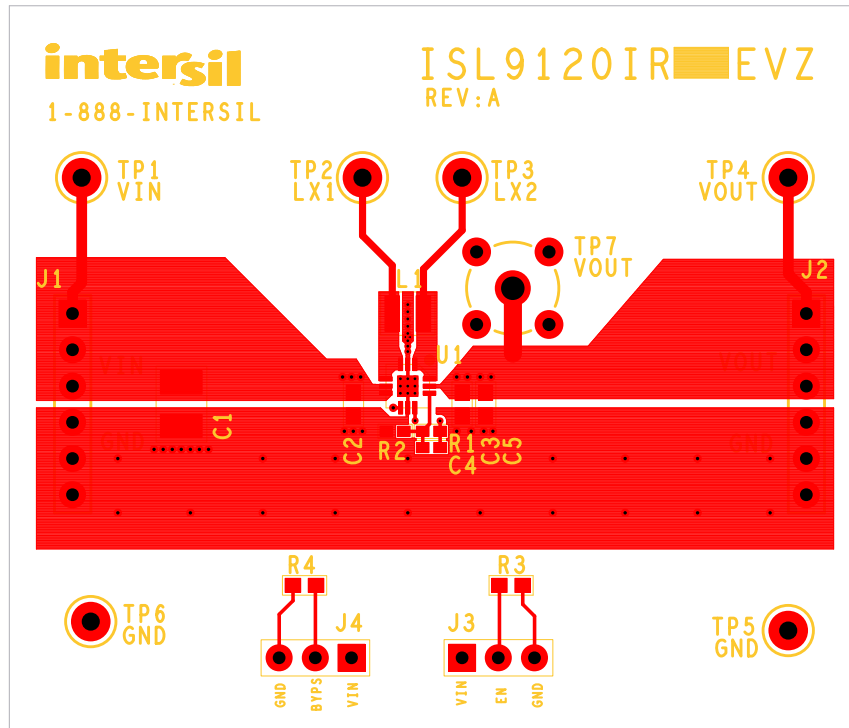 intersil
ISL9120IR EVZ
1-888-INTERSIL
REV:A
TP1
VIN
TP2
LX1
TP3
LX2
TP4
VOUT
TP7
VOUT
J1
L1
J2
U1
VIN
VOUT
C1
C2
R2
R1
C4
C3
C5
GND
GND
R4
R3
TP6
GND
J4
J3
TP5
GND
GND
BYPS
VIN
VIN
EN
GND